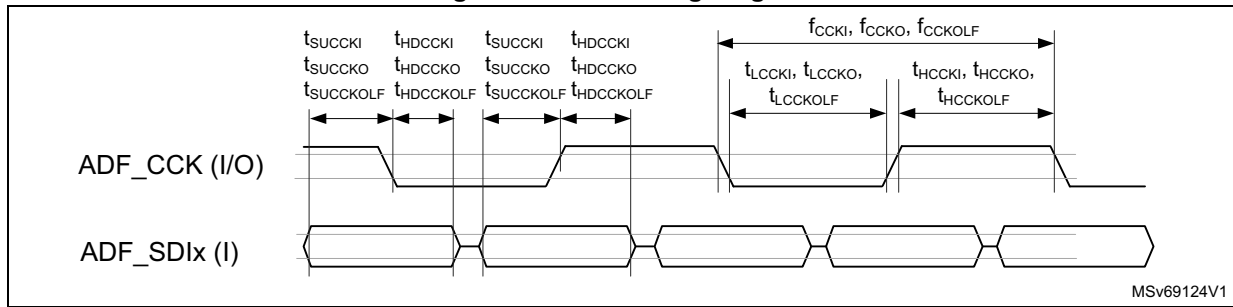 fCCKI, fCCKO, fCCKOLF
tSUCCKI tHDCCKI tSUCCKI tHDCCKI
tSUCCKO tHDCCKO tSUCCKO tHDCCKO
tSUCCKOLF tHDCCKOLF tSUCCKOLF tHDCCKOLF
tLCCKI, tLCCKO,
tLCCKOLF
tHCCKI, tHCCKO,
tHCCKOLF
ADF_CCK (I/O)
ADF_SDIx (I)
MSv69124V1